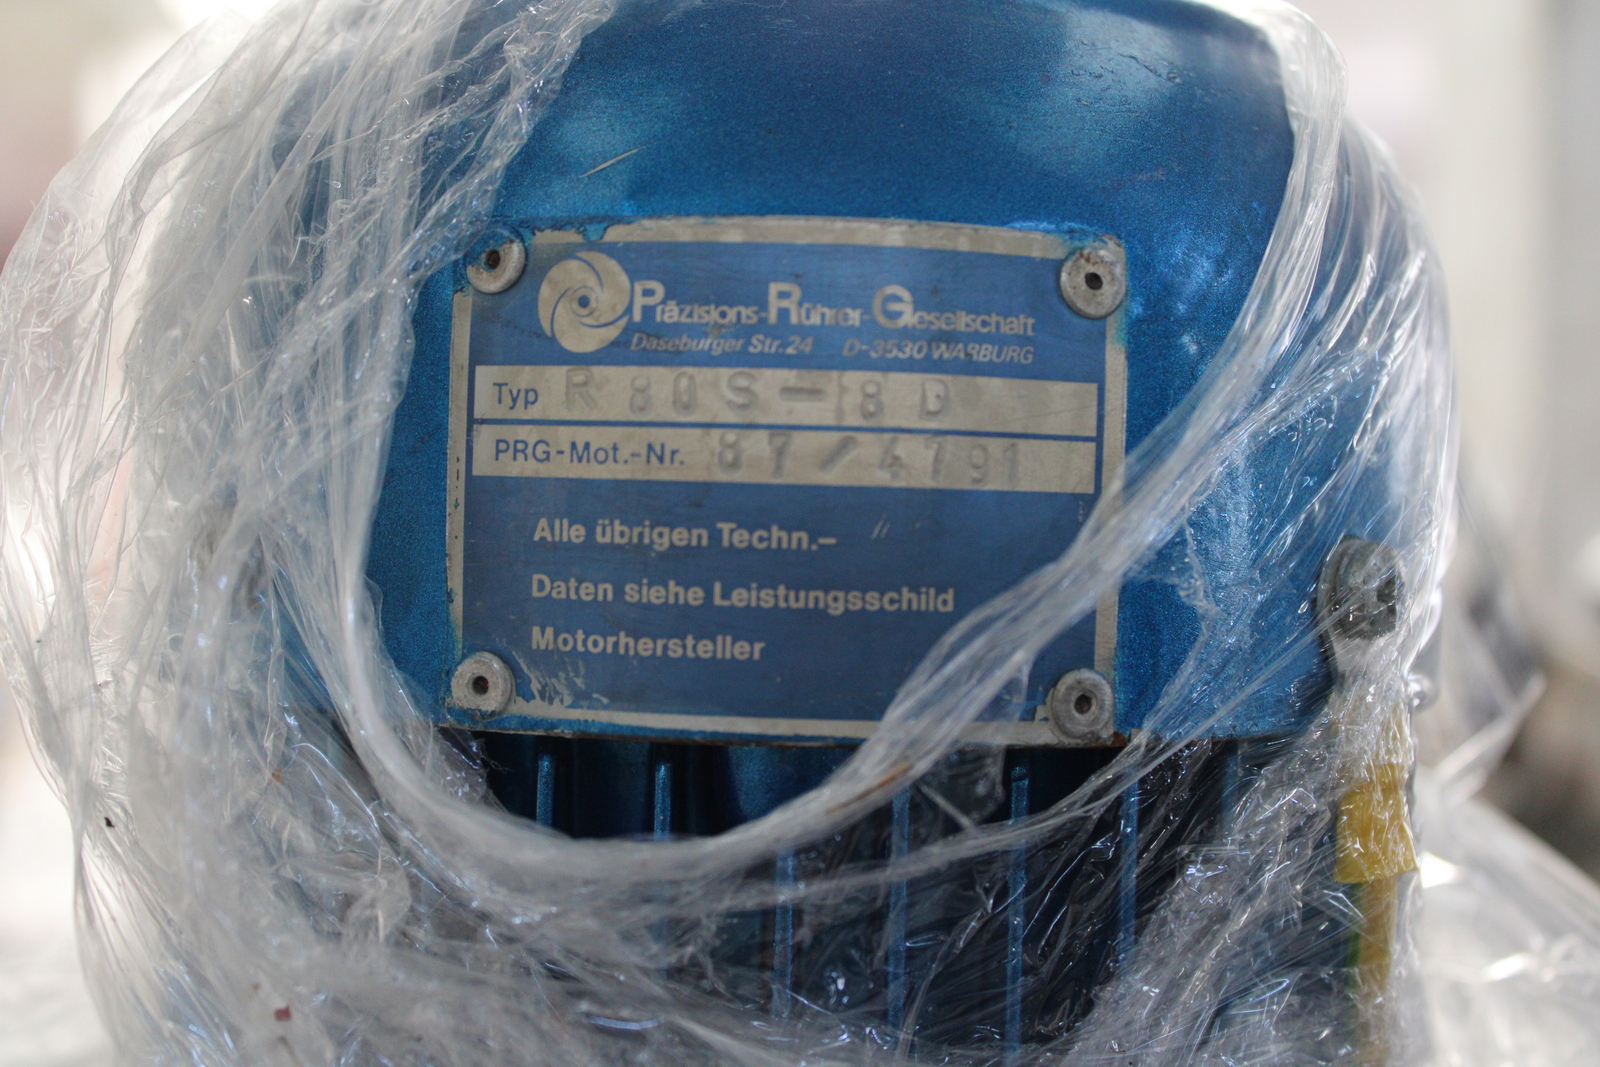 Präzisions-Rührer-Gesellschaft
Daseburger Str. 24 D-3530 WARBURG
Typ R 80S-8D
PRG-Mot.-Nr. 87/4791
Alle übrigen Techn.-
Daten siehe Leistungsschild
Motorhersteller